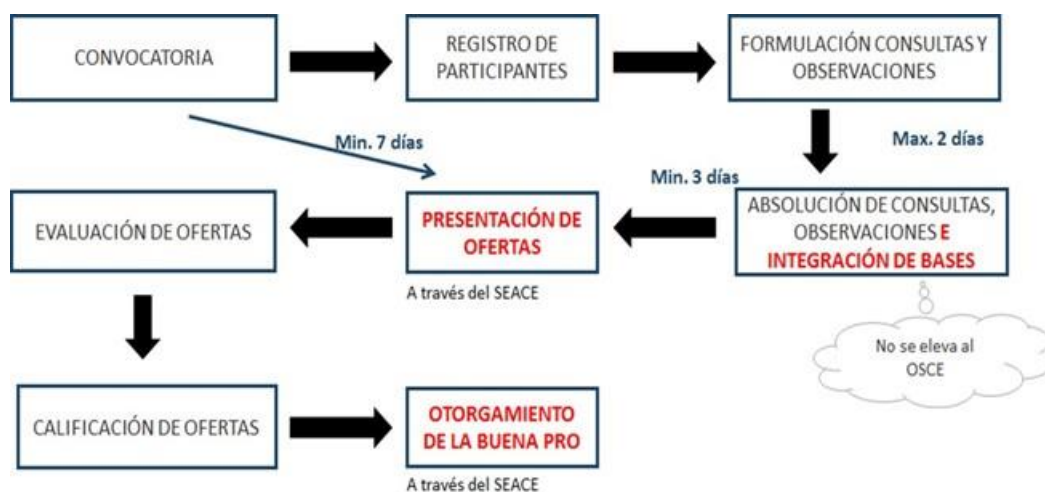 CONVOCATORIA
REGISTRO DE
PARTICIPANTES
FORMULACIÓN CONSULTAS Y
OBSERVACIONES
Min. 7 días
Max. 2 días
Min. 3 días
ABSOLUCIÓN DE CONSULTAS,
OBSERVACIONES E
INTEGRACIÓN DE BASES
No se eleva al
OSCE
PRESENTACIÓN DE
OFERTAS
A través del SEACE
EVALUACIÓN DE OFERTAS
CALIFICACIÓN DE OFERTAS
OTORGAMIENTO
DE LA BUENA PRO
A través del SEACE